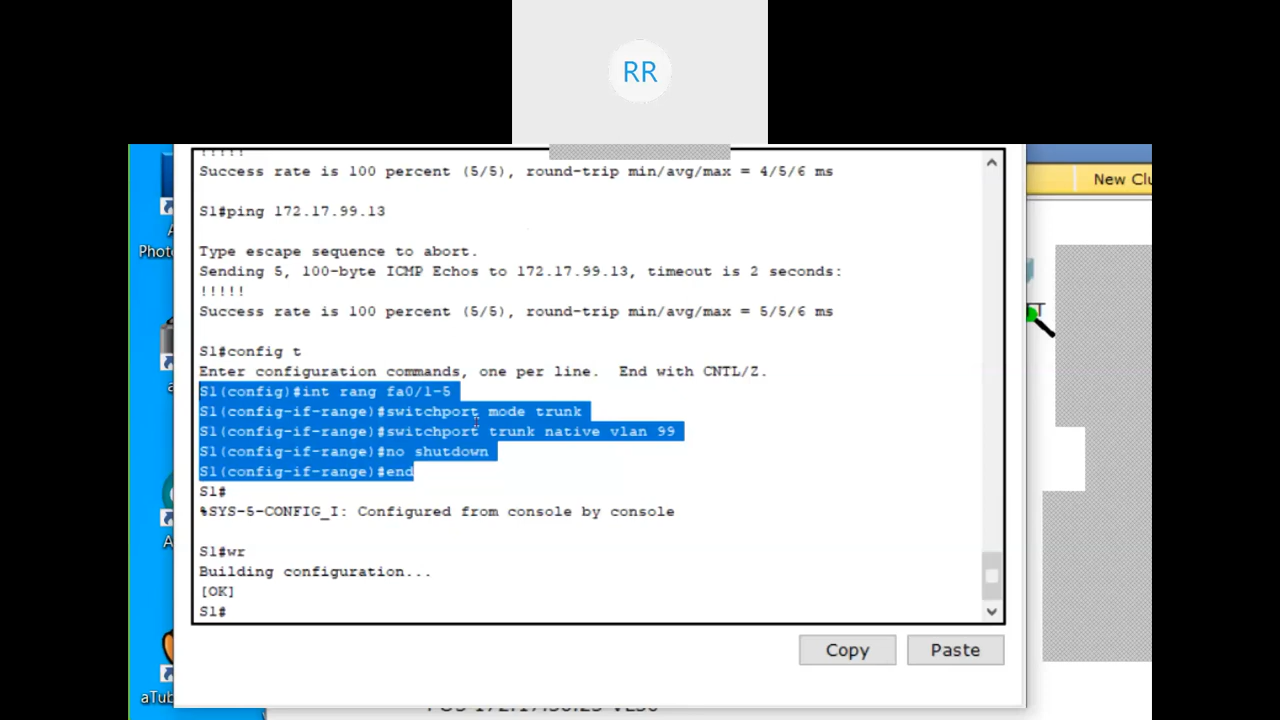 RR
!!!!!
Success rate is 100 percent (5/5), round-trip min/avg/max = 4/5/6 ms
S1#ping 172.17.99.13
Type escape sequence to abort.
Sending 5, 100-byte ICMP Echos to 172.17.99.13, timeout is 2 seconds:
!!!!!
Success rate is 100 percent (5/5), round-trip min/avg/max = 5/5/6 ms
S1#config t
Enter configuration commands, one per line.  End with CNTL/Z.
S1(config)#int rang fa0/1-5
S1(config-if-range)#switchport mode trunk
S1(config-if-range)#switchport trunk native vlan 99
S1(config-if-range)#no shutdown
S1(config-if-range)#end
S1#
%SYS-5-CONFIG_I: Configured from console by console
S1#wr
Building configuration...
[OK]
S1#
Copy
Paste
New Clu
Phot
aTub